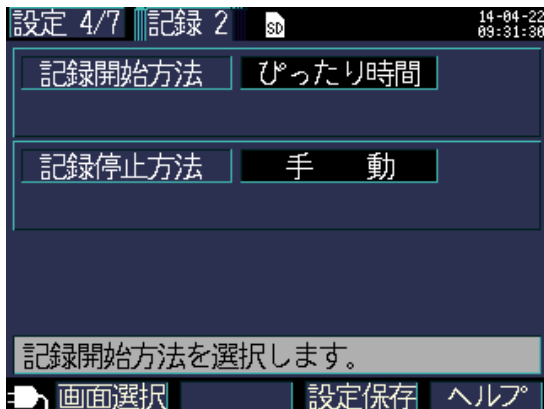 設定 4/7 記録 2 SD 14-04-22
09:31:30
記録開始方法 ぴったり時間
記録停止方法 手 動
記録開始方法を選択します。
画面選択 設定保存 ヘルプ